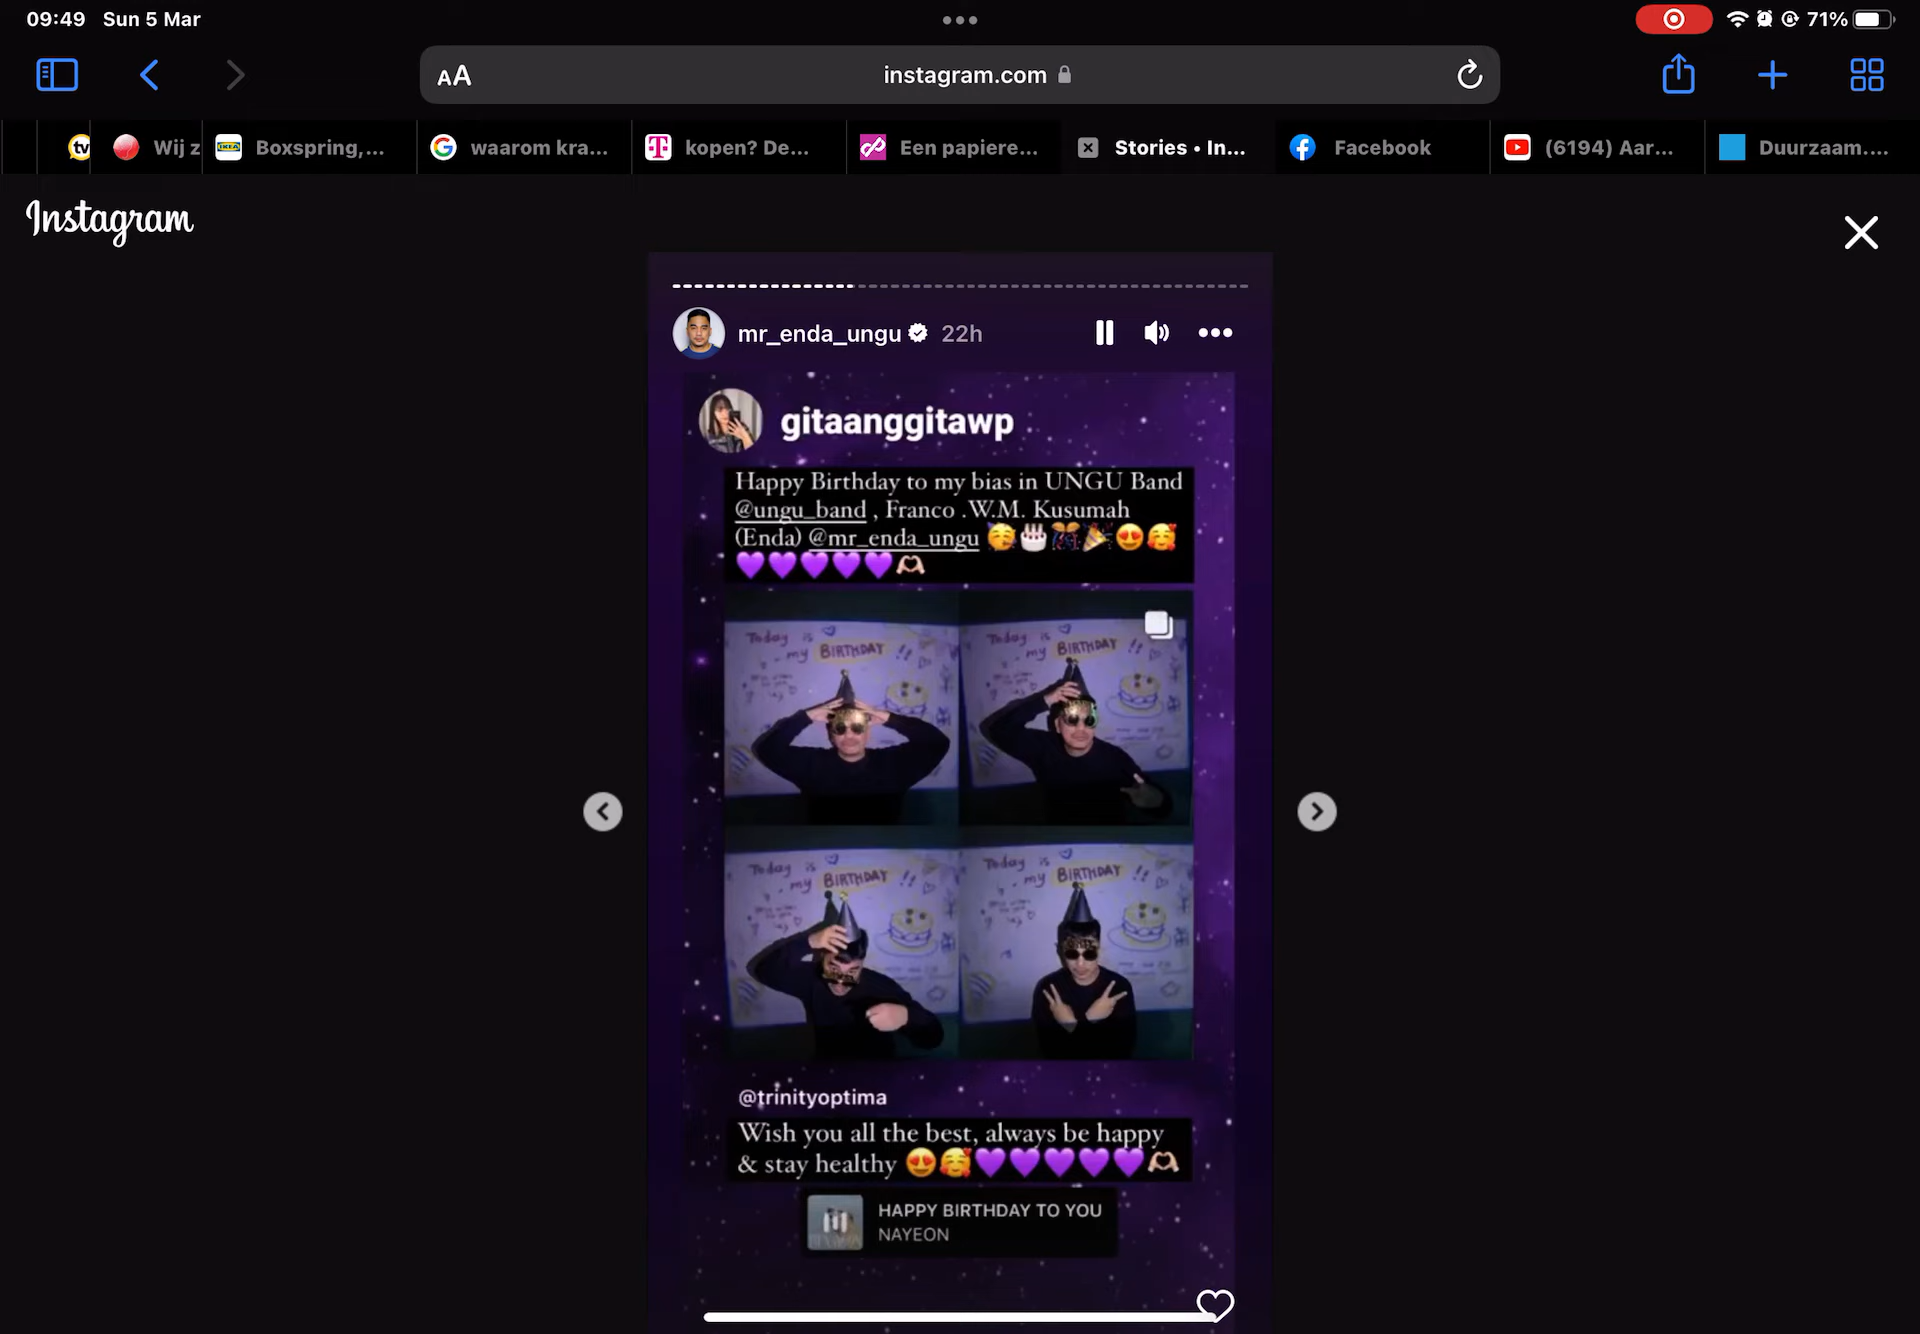 09:49 Sun 5 Mar
71%
AA
instagram.com
tv
Wij z
IKEA
Boxspring,...
waarom kra...
kopen? De...
Een papiere...
Stories • In...
Facebook
(6194) Aar...
Duurzaam....
Instagram
mr_enda_ungu 22h
gitaanggitawp
Happy Birthday to my bias in UNGU Band
@ungu_band , Franco .W.M. Kusumah
(Enda) @mr_enda_ungu 🥳🎂🎊🎉😍🥰
💜💜💜💜💜🫶🏻
Today is
my BIRTHDAY !!
Today is
my BIRTHDAY !!
Today is
my BIRTHDAY !!
Today is
my BIRTHDAY !!
@trinityoptima
Wish you all the best, always be happy
& stay healthy 😍🥰💜💜💜💜💜🫶🏻
HAPPY BIRTHDAY TO YOU
NAYEON